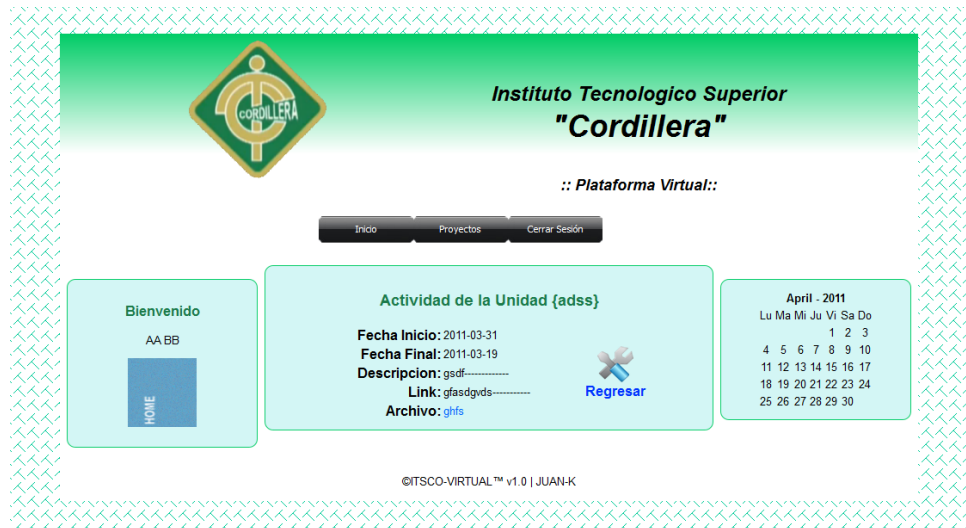 CORDILLERA
Instituto Tecnologico Superior
"Cordillera"
:: Plataforma Virtual::
Inicio Proyectos Cerrar Sesión
Bienvenido
AA BB
HOME
Actividad de la Unidad {adss}
Fecha Inicio: 2011-03-31
Fecha Final: 2011-03-19
Descripcion: gsdf-------------
Link: gfasdgvds-----------
Archivo: ghfs
Regresar
April - 2011
Lu Ma Mi Ju Vi Sa Do
1 2 3
4 5 6 7 8 9 10
11 12 13 14 15 16 17
18 19 20 21 22 23 24
25 26 27 28 29 30
©ITSCO-VIRTUAL™ v1.0 | JUAN-K